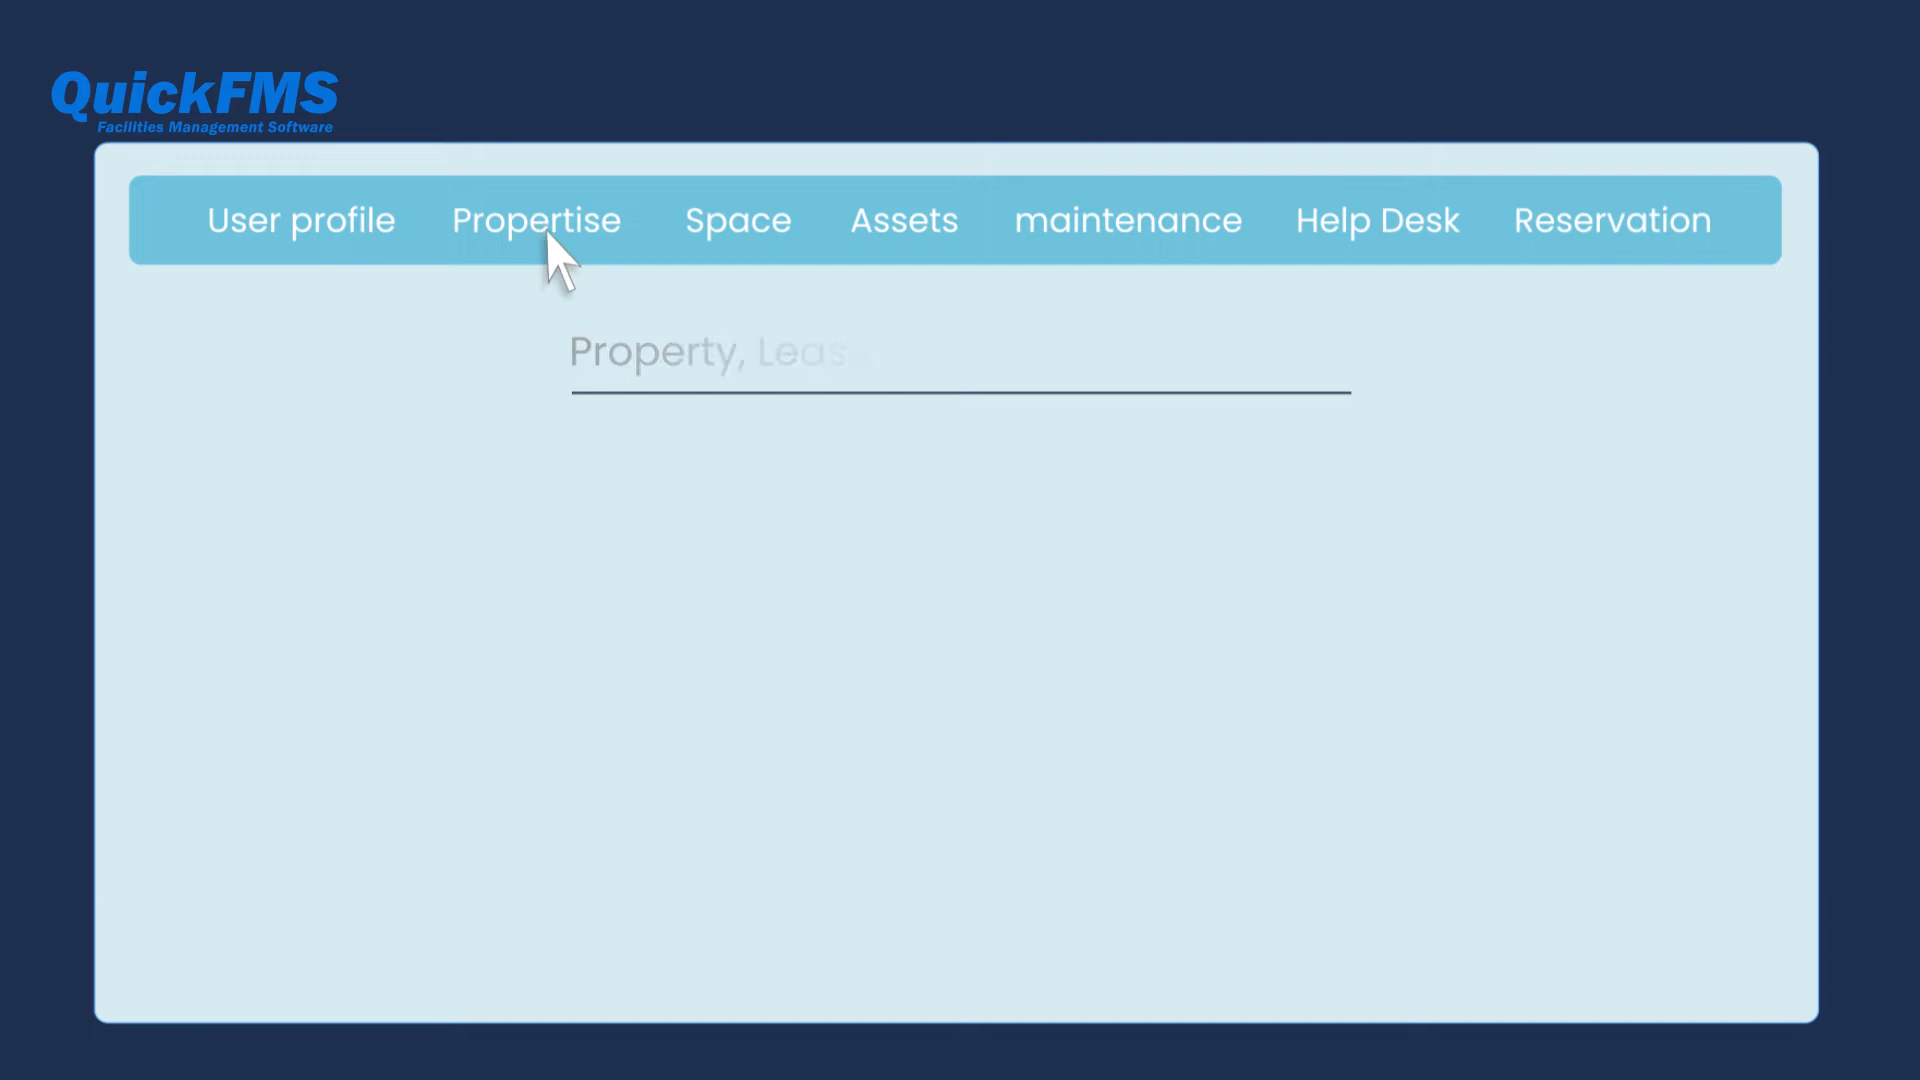 QuickFMS
Facilities Management Software
User profile Propertise Space Assets maintenance Help Desk Reservation
Property,